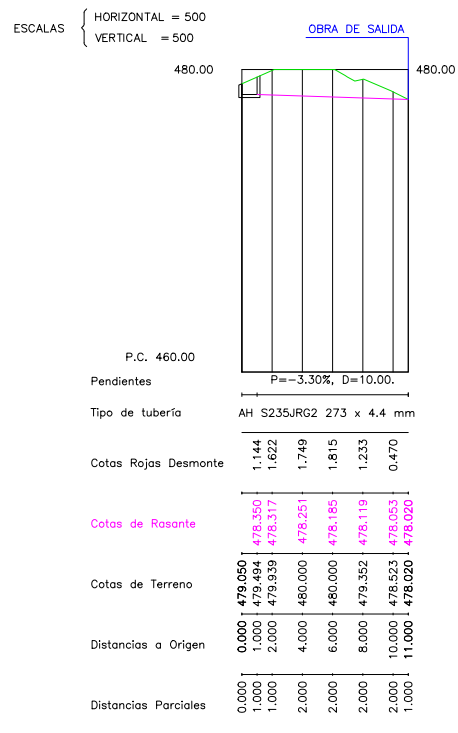 ESCALAS
HORIZONTAL = 500
VERTICAL = 500
OBRA DE SALIDA
480.00
480.00
P.C. 460.00
Pendientes
P=-3.30%, D=10.00.
Tipo de tubería
AH S235JRG2 273 x 4.4 mm
Cotas Rojas Desmonte
1.144 1.622 1.749 1.815 1.233 0.470
Cotas de Rasante
478.350 478.317 478.251 478.185 478.119 478.053 478.020
Cotas de Terreno
479.050 479.494 479.939 480.000 480.000 479.352 478.523 478.020
Distancias a Origen
0.000 1.000 2.000 4.000 6.000 8.000 10.000 11.000
Distancias Parciales
0.000 1.000 1.000 2.000 2.000 2.000 2.000 1.000